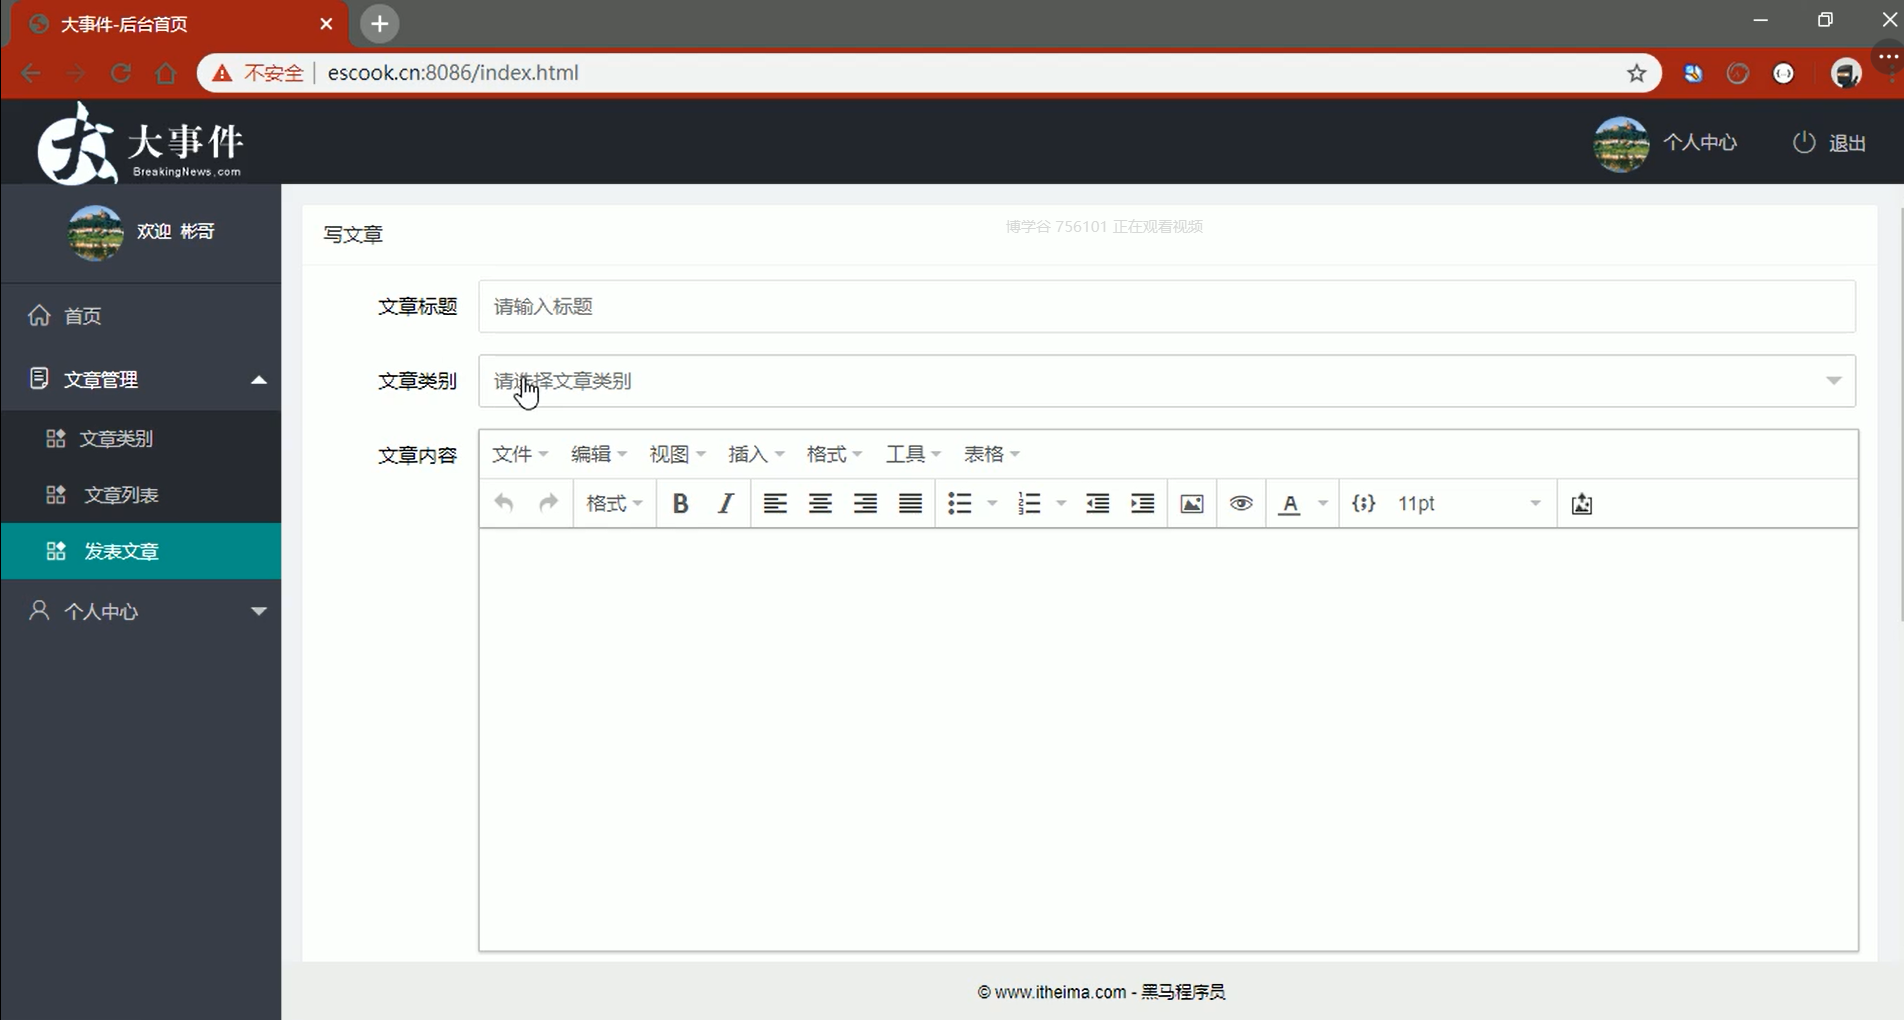 大事件-后台首页
不安全 escook.cn:8086/index.html
大事件
BreakingNews.com
个人中心 退出
欢迎 彬哥
首页
文章管理
文章类别
文章列表
发表文章
个人中心
写文章
博学谷 756101 正在观看视频
文章标题 请输入标题
文章类别 请选择文章类别
文章内容 文件 编辑 视图 插入 格式 工具 表格
格式 B I A {;} 11pt
© www.itheima.com - 黑马程序员